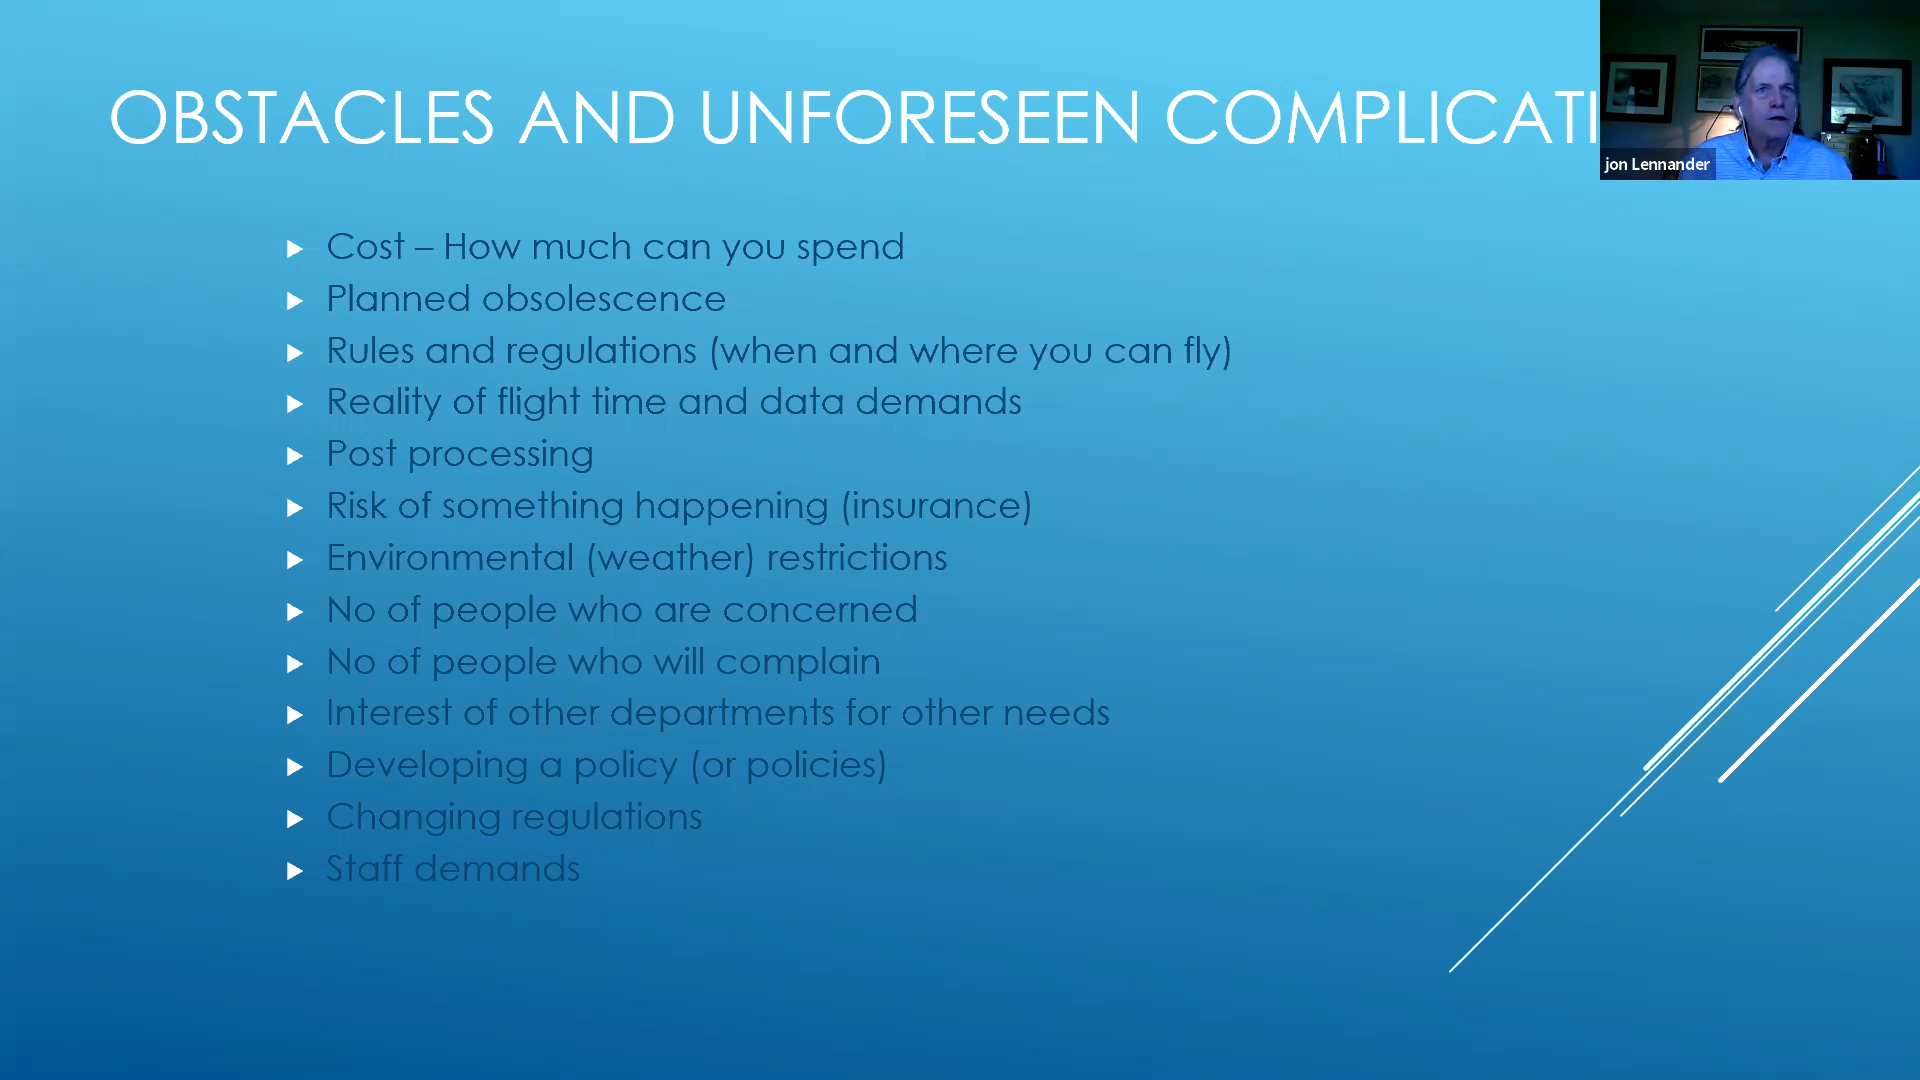 OBSTACLES AND UNFORESEEN COMPLICATI
jon Lennander
Cost – How much can you spend
Planned obsolescence
Rules and regulations (when and where you can fly)
Reality of flight time and data demands
Post processing
Risk of something happening (insurance)
Environmental (weather) restrictions
No of people who are concerned
No of people who will complain
Interest of other departments for other needs
Developing a policy (or policies)
Changing regulations
Staff demands